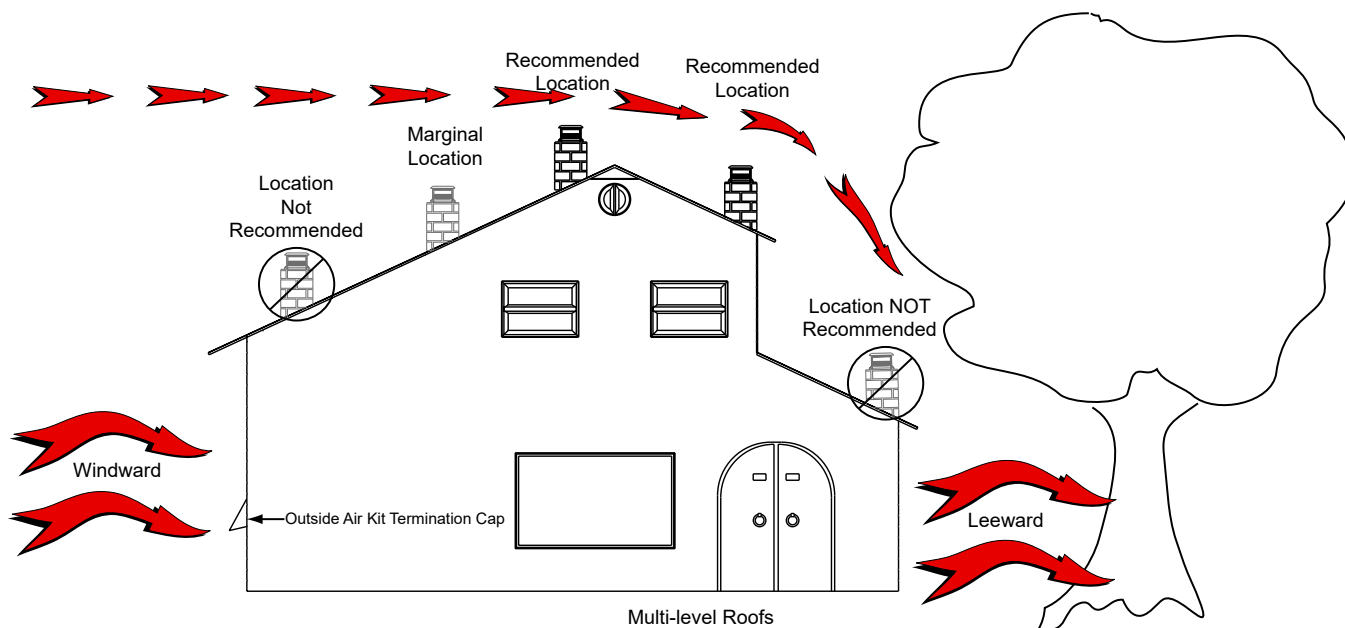 Recommended
Location
Recommended
Location
Marginal
Location
Location
Not
Recommended
Location NOT
Recommended
Windward
Outside Air Kit Termination Cap
Leeward
Multi-level Roofs